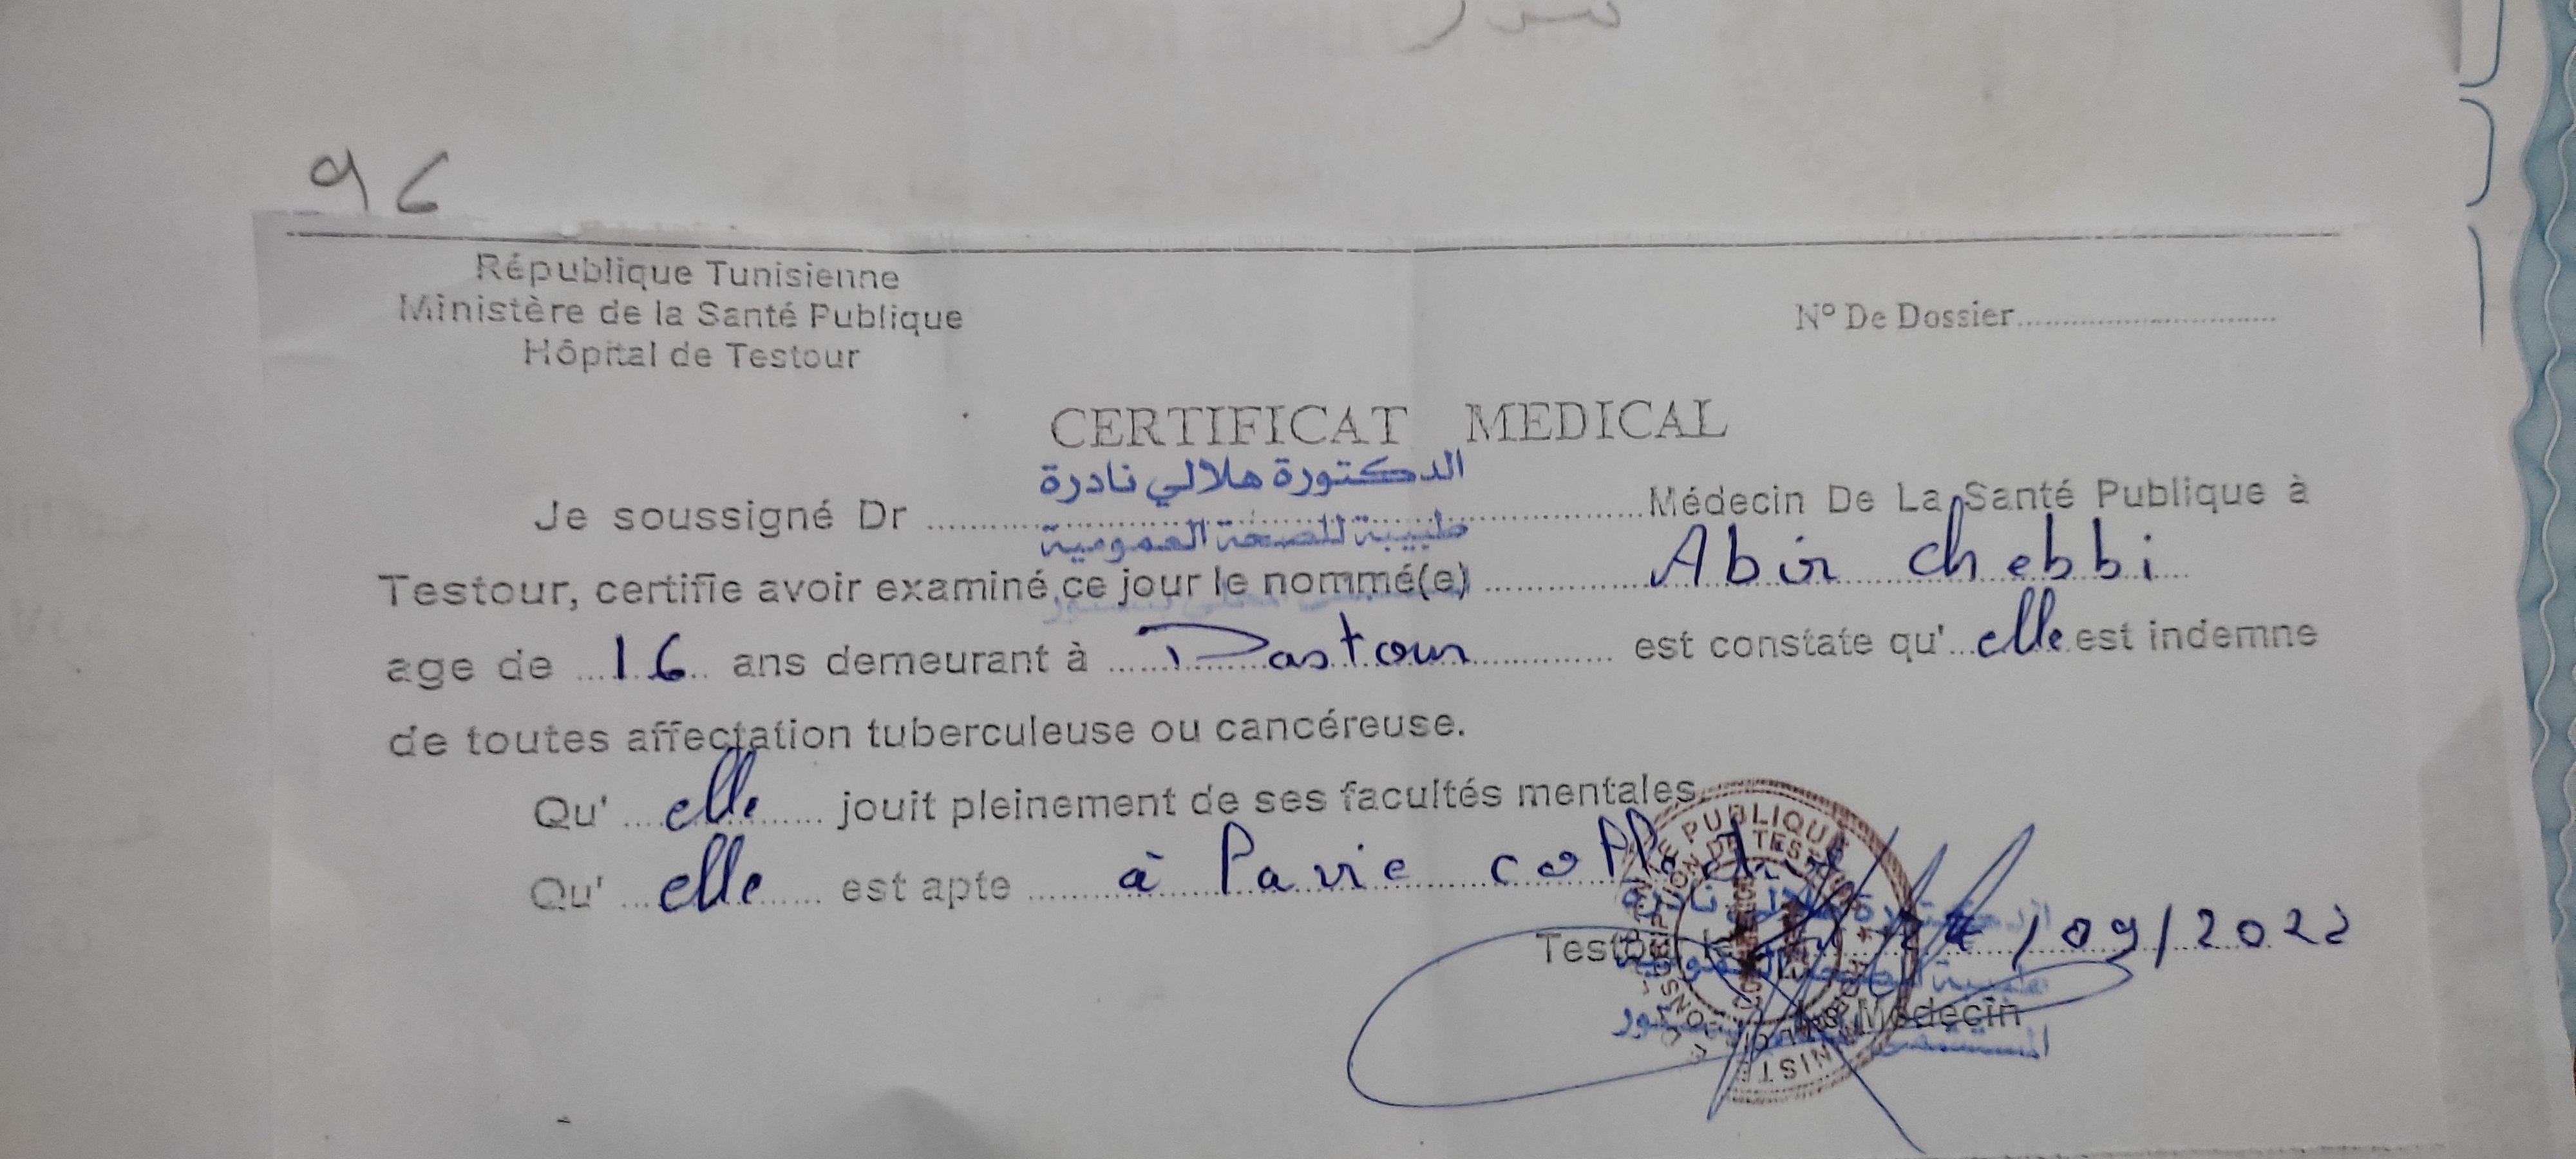 96
République Tunisienne
Ministère de la Santé Publique
Hôpital de Testour
N° De Dossier
CERTIFICAT MEDICAL
الدكتورة هلالي نادرة
طبيبة للصحة العمومية
Je soussigné Dr Médecin De La Santé Publique à
Testour, certifie avoir examiné ce jour le nommé(e) Abir chebbi
age de 16 ans demeurant à Tastour est constate qu' elle est indemne
de toutes affectation tuberculeuse ou cancéreuse.
Qu' elle jouit pleinement de ses facultés mentales
Qu' elle est apte à la vie
Testour /09/2022
Le Médecin